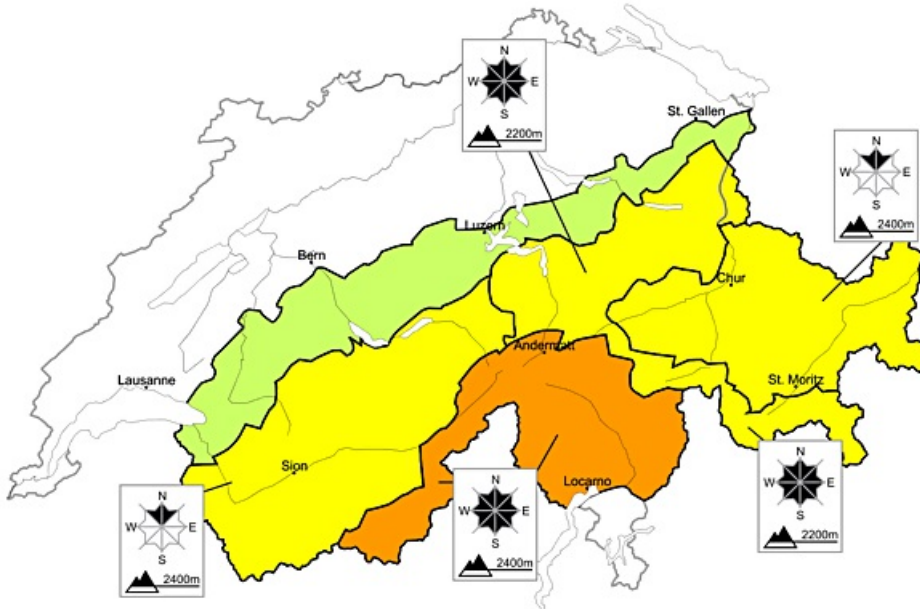 N
W E
S
2200m
St. Gallen
N
W E
S
2400m
Luzern
Bern
Chur
Andermatt
Lausanne
St. Moritz
Sion
Locarno
N
W E
S
2400m
N
W E
S
2400m
N
W E
S
2200m